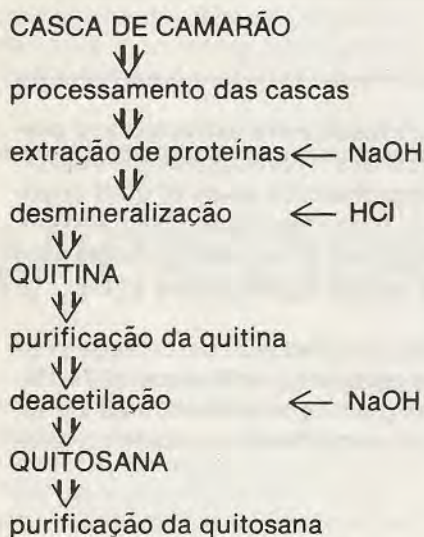 CASCA DE CAMARÃO
processamento das cascas
extração de proteínas NaOH
desmineralização HCl
QUITINA
purificação da quitina
deacetilação NaOH
QUITOSANA
purificação da quitosana